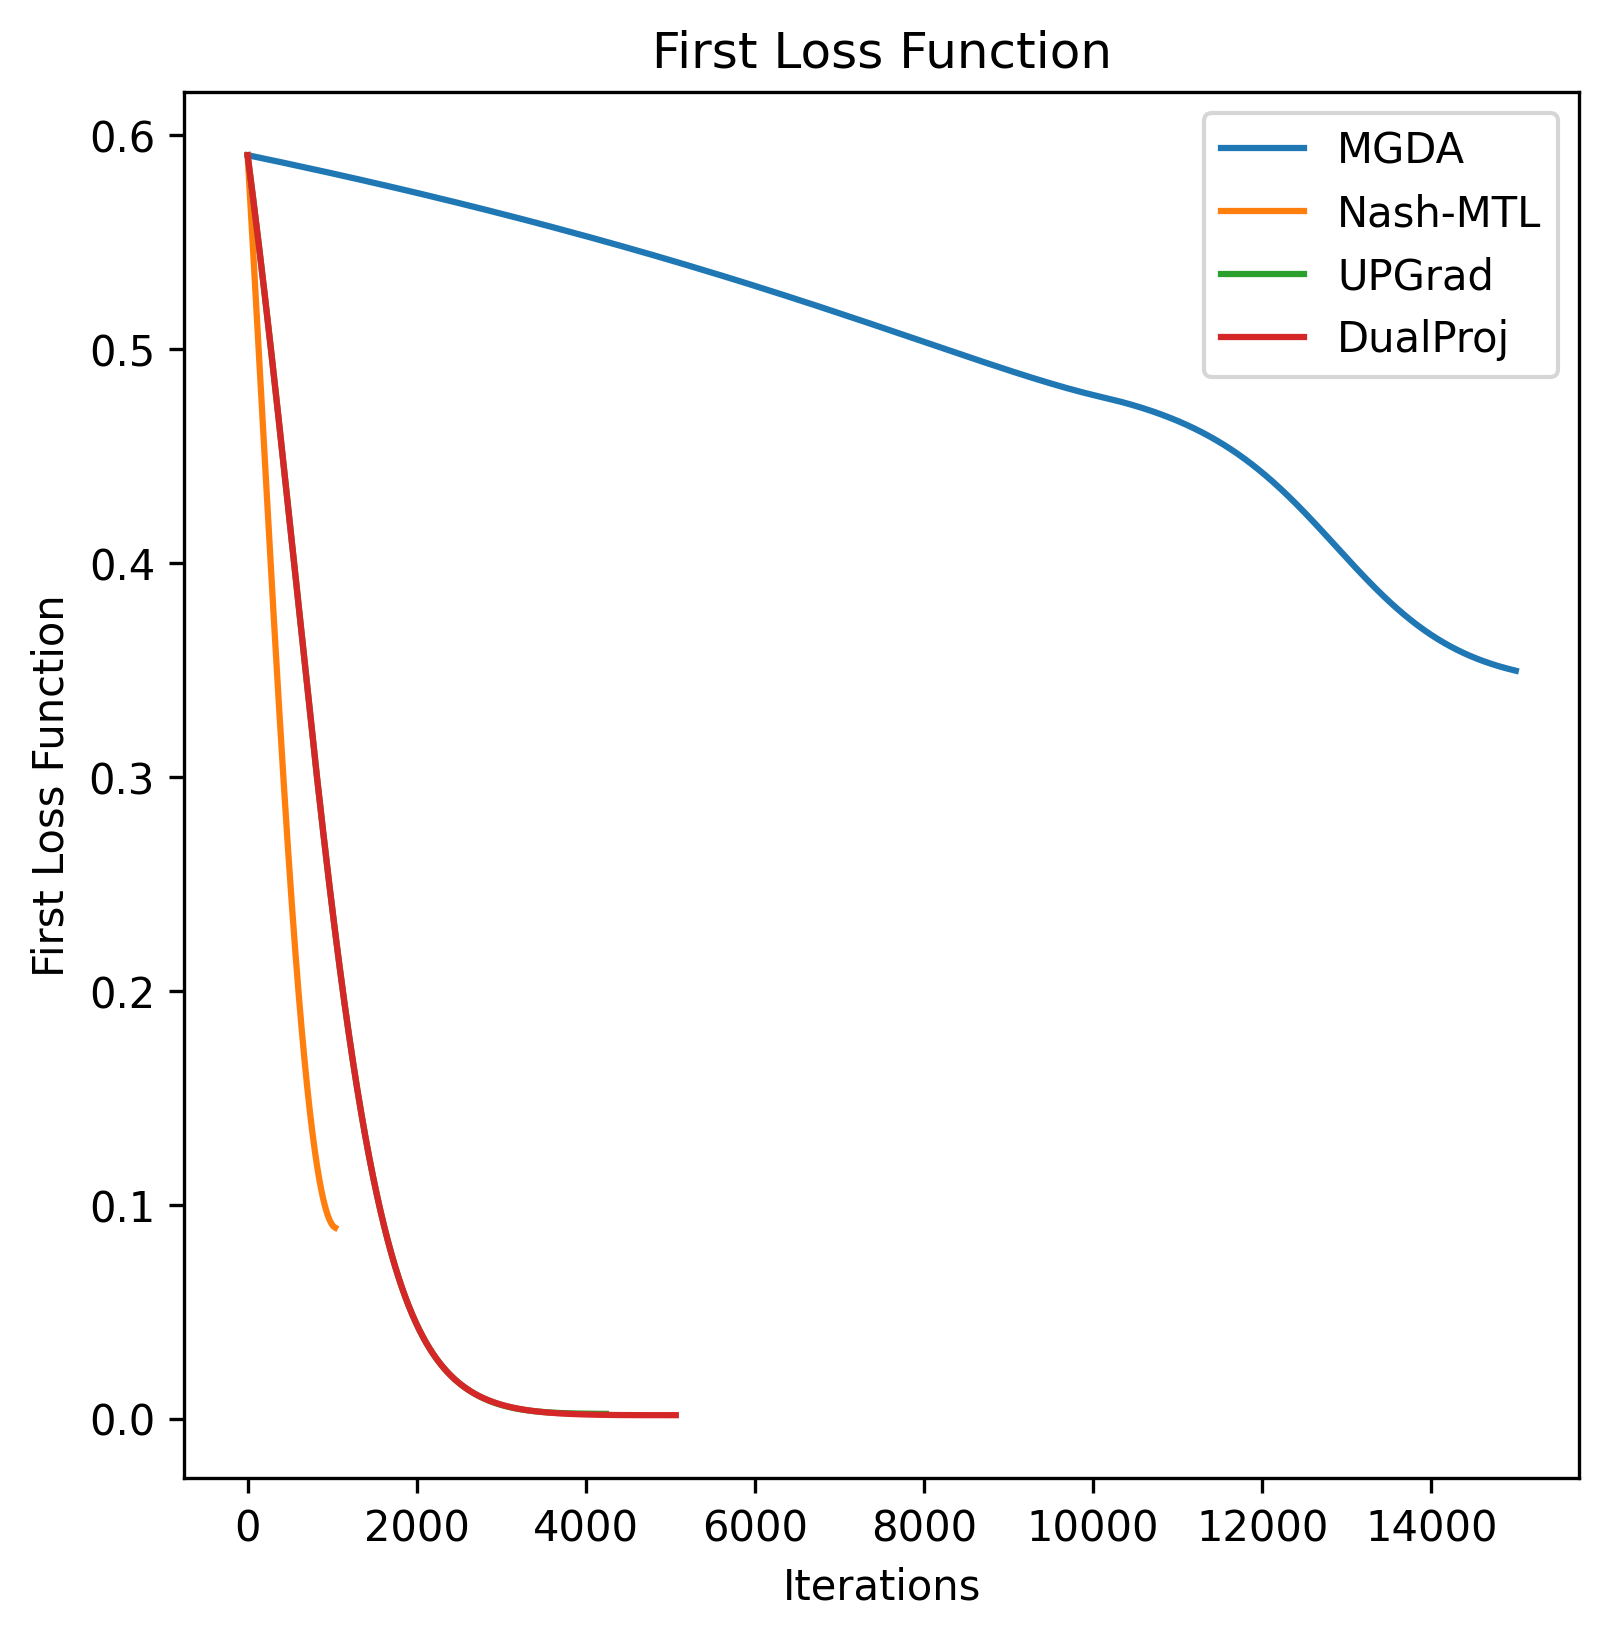 First Loss Function
MGDA
Nash-MTL
UPGrad
DualProj
First Loss Function
0.6
0.5
0.4
0.3
0.2
0.1
0.0
0 2000 4000 6000 8000 10000 12000 14000
Iterations